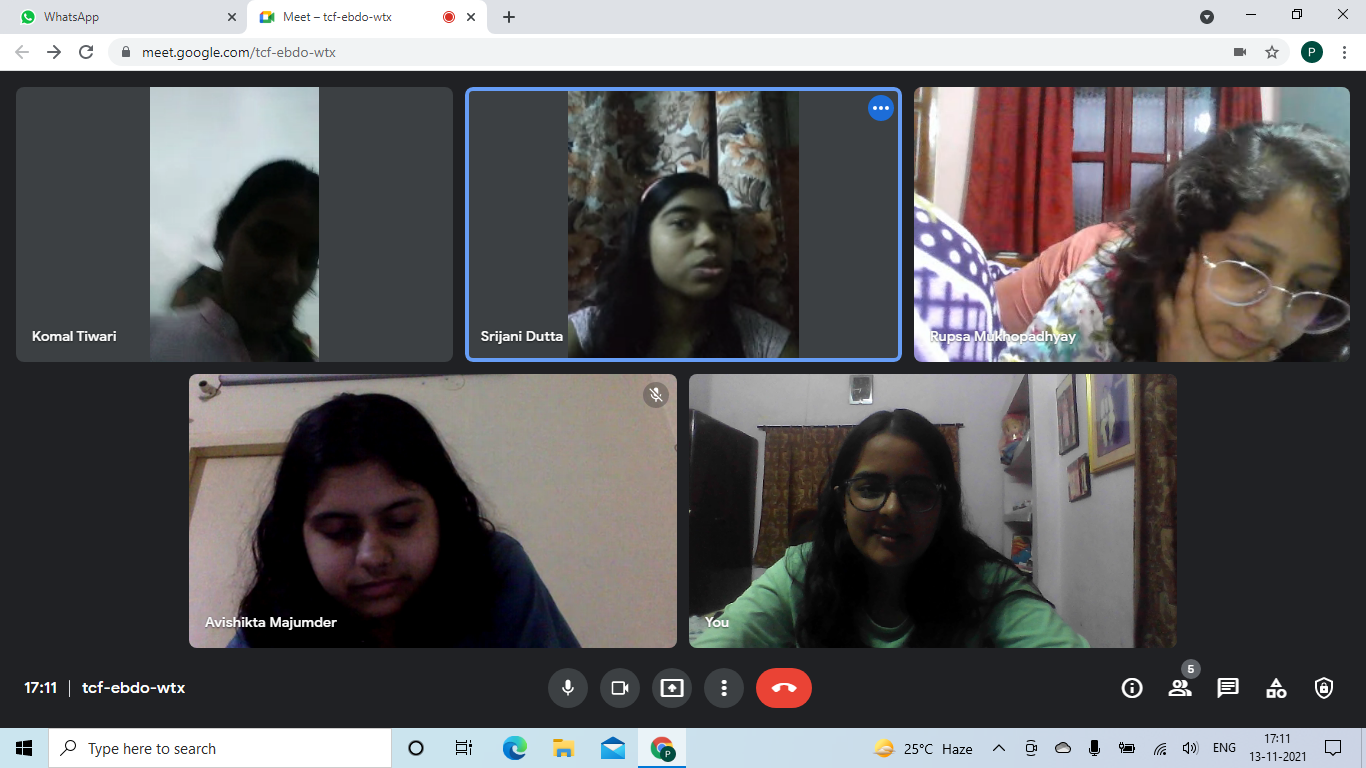 WhatsApp
Meet – tcf-ebdo-wtx
meet.google.com/tcf-ebdo-wtx
P
Komal Tiwari
Srijani Dutta
Rupsa Mukhopadhyay
Avishikta Majumder
You
17:11 | tcf-ebdo-wtx
5
Type here to search
P
25°C Haze
ENG
17:11
13-11-2021